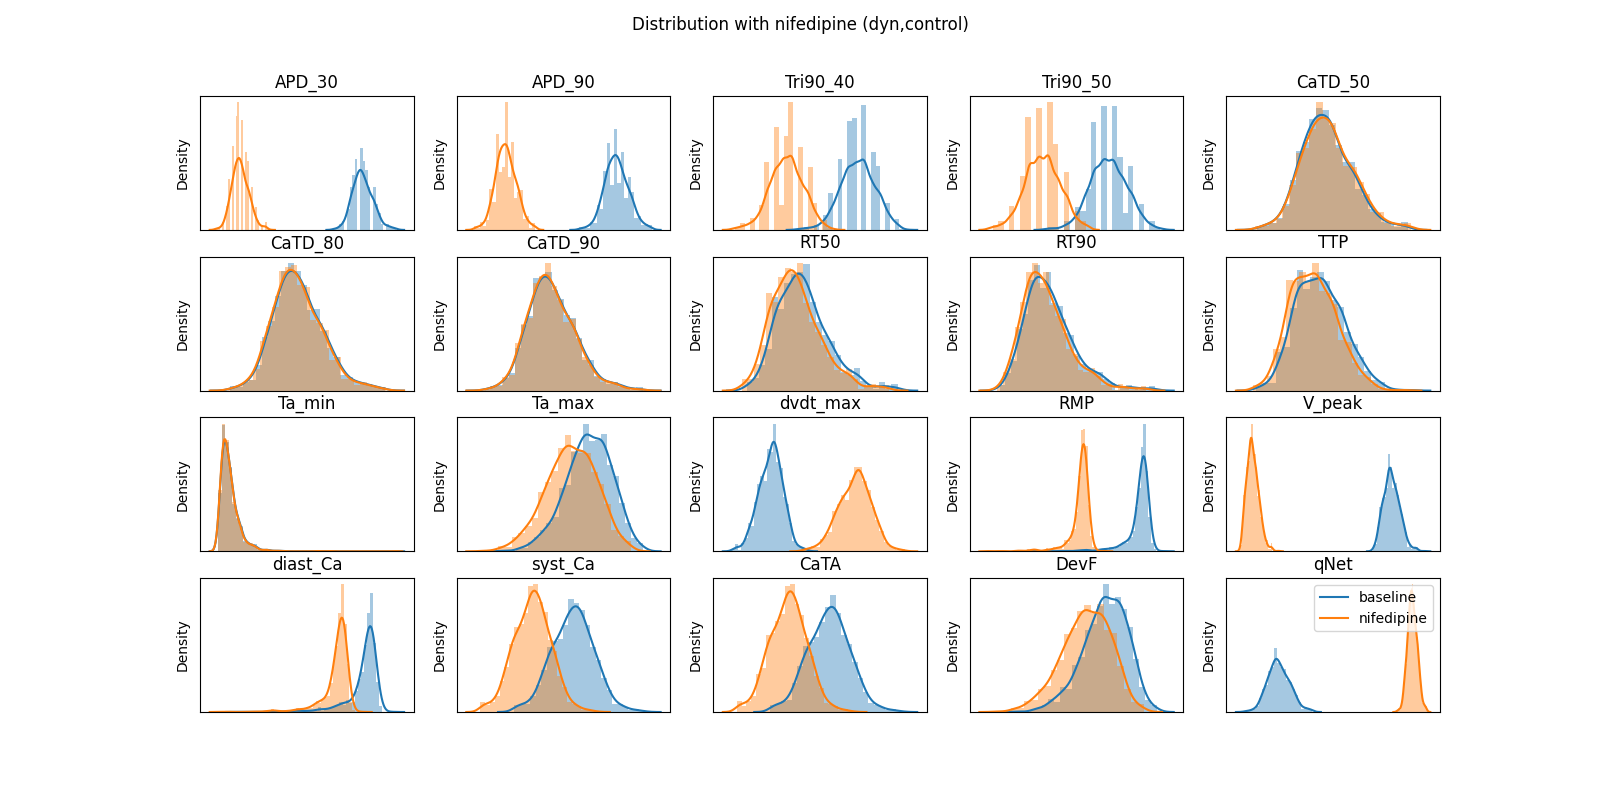 Distribution with nifedipine (dyn,control)
APD_30 APD_90 Tri90_40 Tri90_50 CaTD_50
Density Density Density Density Density
CaTD_80 CaTD_90 RT50 RT90 TTP
Density Density Density Density Density
Ta_min Ta_max dvdt_max RMP V_peak
Density Density Density Density Density
diast_Ca syst_Ca CaTA DevF qNet
Density Density Density Density Density
baseline
nifedipine